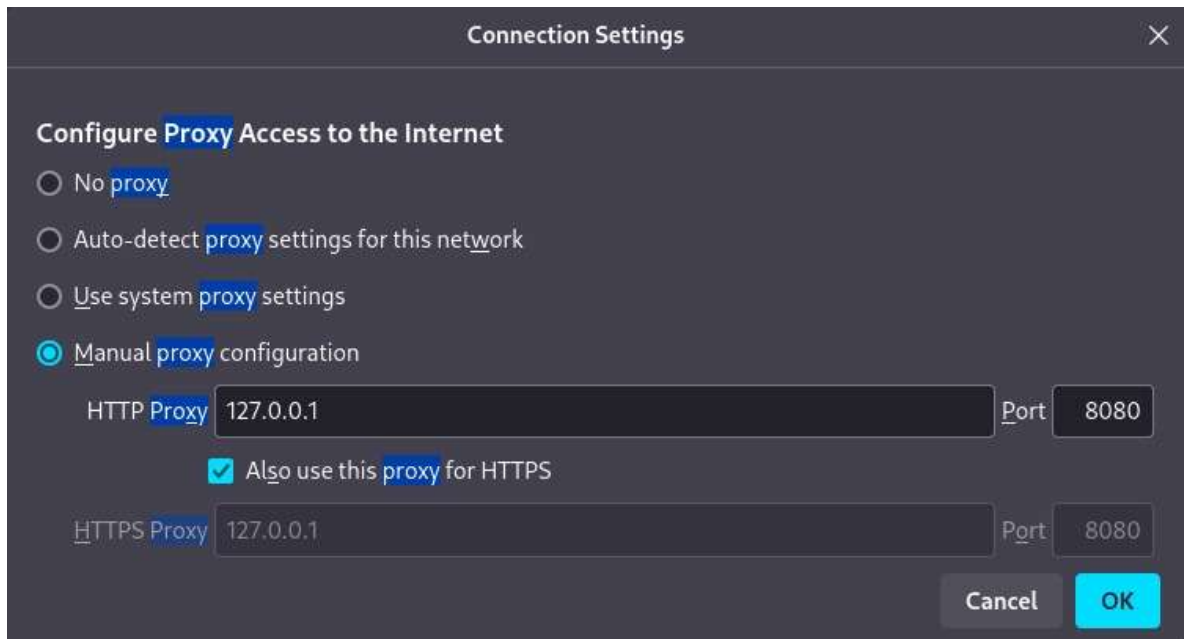 Connection Settings
Configure Proxy Access to the Internet
No proxy
Auto-detect proxy settings for this network
Use system proxy settings
Manual proxy configuration
HTTP Proxy 127.0.0.1 Port 8080
Also use this proxy for HTTPS
HTTPS Proxy 127.0.0.1 Port 8080
Cancel OK